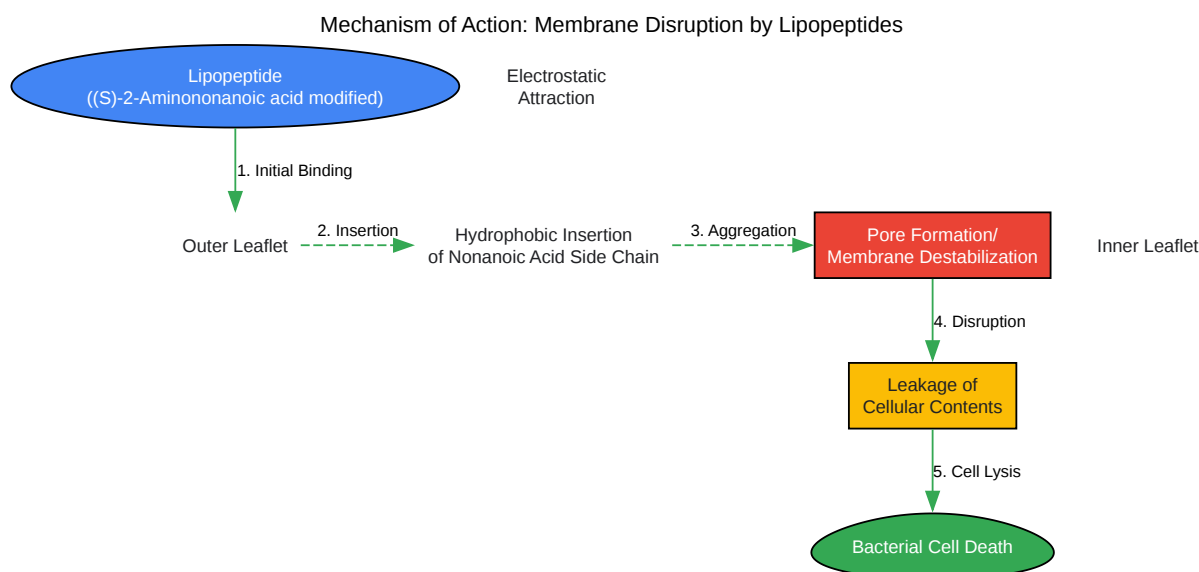 Mechanism of Action: Membrane Disruption by Lipopeptides
Lipopeptide
((S)-2-Aminononanoic acid modified)
Electrostatic
Attraction
1. Initial Binding
Outer Leaflet
2. Insertion
Hydrophobic Insertion
of Nonanoic Acid Side Chain
3. Aggregation
Pore Formation/
Membrane Destabilization
Inner Leaflet
4. Disruption
Leakage of
Cellular Contents
5. Cell Lysis
Bacterial Cell Death